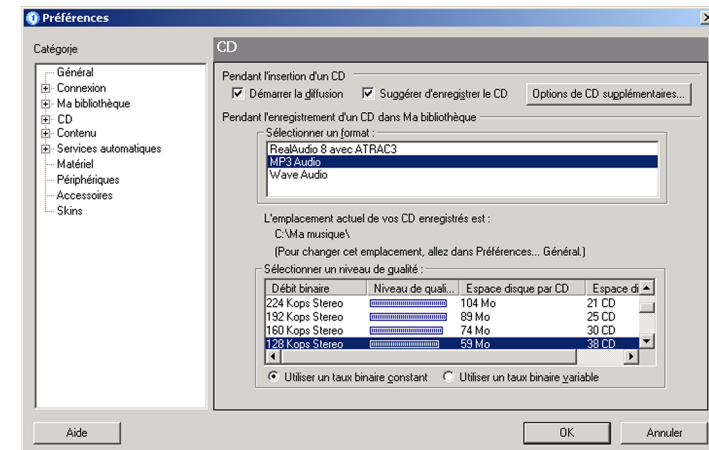 Préférences
Catégorie
Général
Connexion
Ma bibliothèque
CD
Contenu
Services automatiques
Matériel
Périphériques
Accessoires
Skins
CD
Pendant l'insertion d'un CD
Démarrer la diffusion
Suggérer d'enregistrer le CD
Options de CD supplémentaires...
Pendant l'enregistrement d'un CD dans Ma bibliothèque
Sélectionner un format :
RealAudio 8 avec ATRAC3
MP3 Audio
Wave Audio
L'emplacement actuel de vos CD enregistrés est :
C:\Ma musique\
(Pour changer cet emplacement, allez dans Préférences... Général.)
Sélectionner un niveau de qualité :
Débit binaire Niveau de quali... Espace disque par CD Espace di
224 Kops Stereo 104 Mo 21 CD
192 Kops Stereo 89 Mo 25 CD
160 Kops Stereo 74 Mo 30 CD
128 Kops Stereo 59 Mo 38 CD
Utiliser un taux binaire constant Utiliser un taux binaire variable
Aide OK Annuler